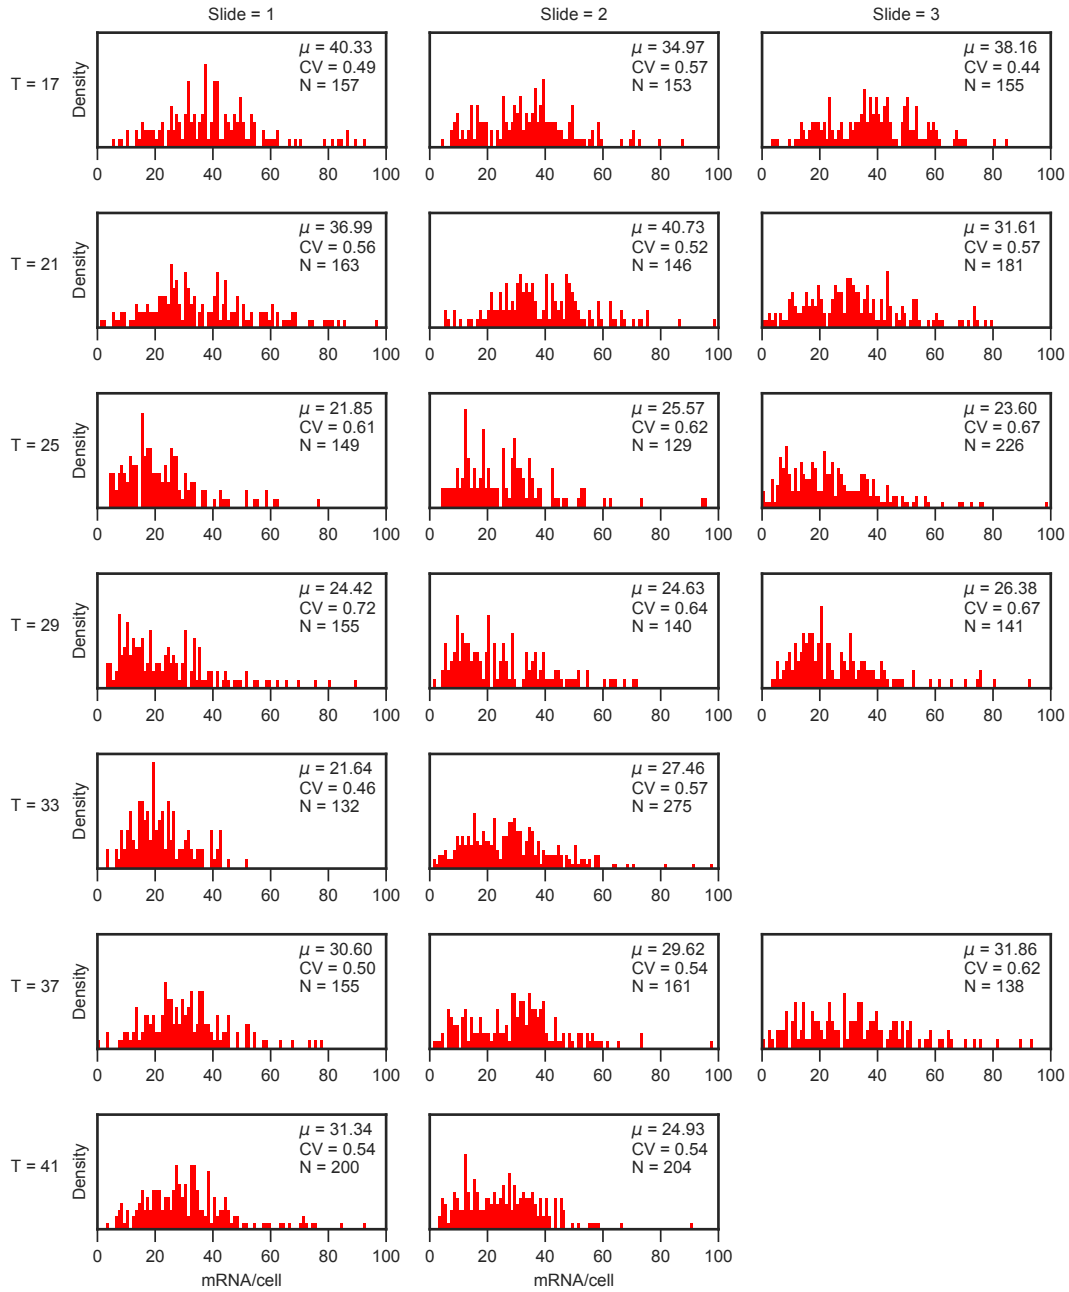 Slide = 1
Slide = 2
Slide = 3
T = 17
Density
μ = 40.33
CV = 0.49
N = 157
0 20 40 60 80 100
μ = 34.97
CV = 0.57
N = 153
0 20 40 60 80 100
μ = 38.16
CV = 0.44
N = 155
0 20 40 60 80 100
T = 21
Density
μ = 36.99
CV = 0.56
N = 163
0 20 40 60 80 100
μ = 40.73
CV = 0.52
N = 146
0 20 40 60 80 100
μ = 31.61
CV = 0.57
N = 181
0 20 40 60 80 100
T = 25
Density
μ = 21.85
CV = 0.61
N = 149
0 20 40 60 80 100
μ = 25.57
CV = 0.62
N = 129
0 20 40 60 80 100
μ = 23.60
CV = 0.67
N = 226
0 20 40 60 80 100
T = 29
Density
μ = 24.42
CV = 0.72
N = 155
0 20 40 60 80 100
μ = 24.63
CV = 0.64
N = 140
0 20 40 60 80 100
μ = 26.38
CV = 0.67
N = 141
0 20 40 60 80 100
T = 33
Density
μ = 21.64
CV = 0.46
N = 132
0 20 40 60 80 100
μ = 27.46
CV = 0.57
N = 275
0 20 40 60 80 100
T = 37
Density
μ = 30.60
CV = 0.50
N = 155
0 20 40 60 80 100
μ = 29.62
CV = 0.54
N = 161
0 20 40 60 80 100
μ = 31.86
CV = 0.62
N = 138
0 20 40 60 80 100
T = 41
Density
μ = 31.34
CV = 0.54
N = 200
0 20 40 60 80 100
mRNA/cell
μ = 24.93
CV = 0.54
N = 204
0 20 40 60 80 100
mRNA/cell